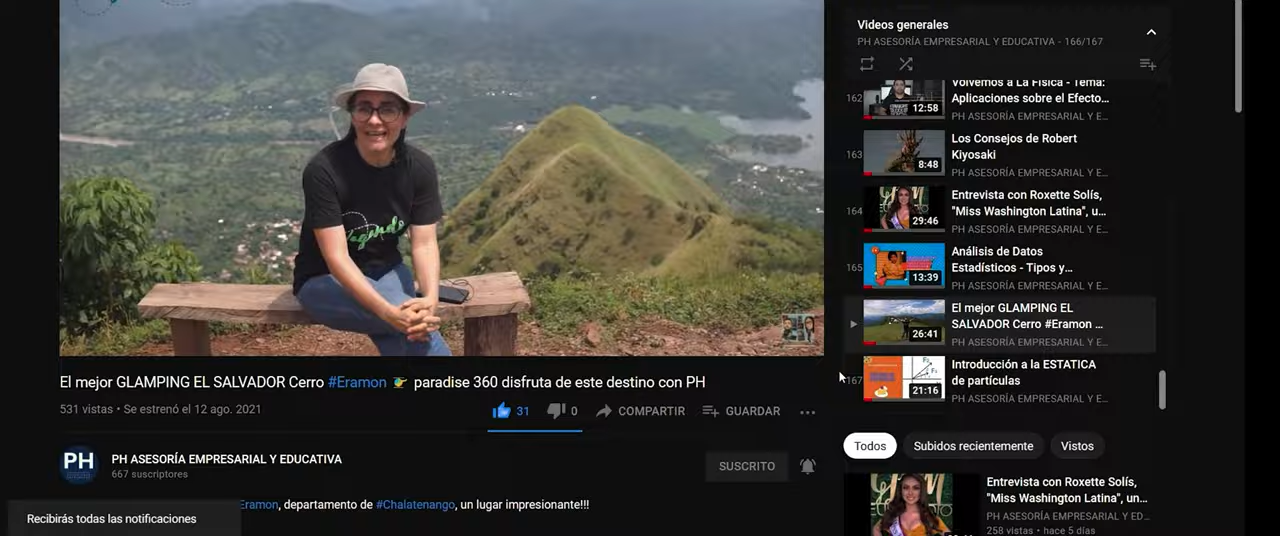 El mejor GLAMPING EL SALVADOR Cerro #Eramon paradise 360 disfruta de este destino con PH
531 vistas • Se estrenó el 12 ago. 2021
31
0
COMPARTIR
GUARDAR
PH
PH ASESORÍA EMPRESARIAL Y EDUCATIVA
667 suscriptores
SUSCRITO
Eramon, departamento de #Chalatenango, un lugar impresionante!!!
Recibirás todas las notificaciones
Videos generales
PH ASESORÍA EMPRESARIAL Y EDUCATIVA - 166/167
162
12:58
Volvemos a La Física - Tema:
Aplicaciones sobre el Efecto...
PH ASESORÍA EMPRESARIAL Y E...
163
8:48
Los Consejos de Robert
Kiyosaki
PH ASESORÍA EMPRESARIAL Y E...
164
29:46
Entrevista con Roxette Solís,
"Miss Washington Latina", u...
PH ASESORÍA EMPRESARIAL Y E...
165
13:39
Análisis de Datos
Estadísticos - Tipos y...
PH ASESORÍA EMPRESARIAL Y E...
26:41
El mejor GLAMPING EL
SALVADOR Cerro #Eramon ...
PH ASESORÍA EMPRESARIAL Y E...
167
21:16
Introducción a la ESTATICA
de partículas
PH ASESORÍA EMPRESARIAL Y E...
Todos
Subidos recientemente
Vistos
Entrevista con Roxette Solís,
"Miss Washington Latina", un...
PH ASESORÍA EMPRESARIAL Y ED...
258 vistas • hace 5 días